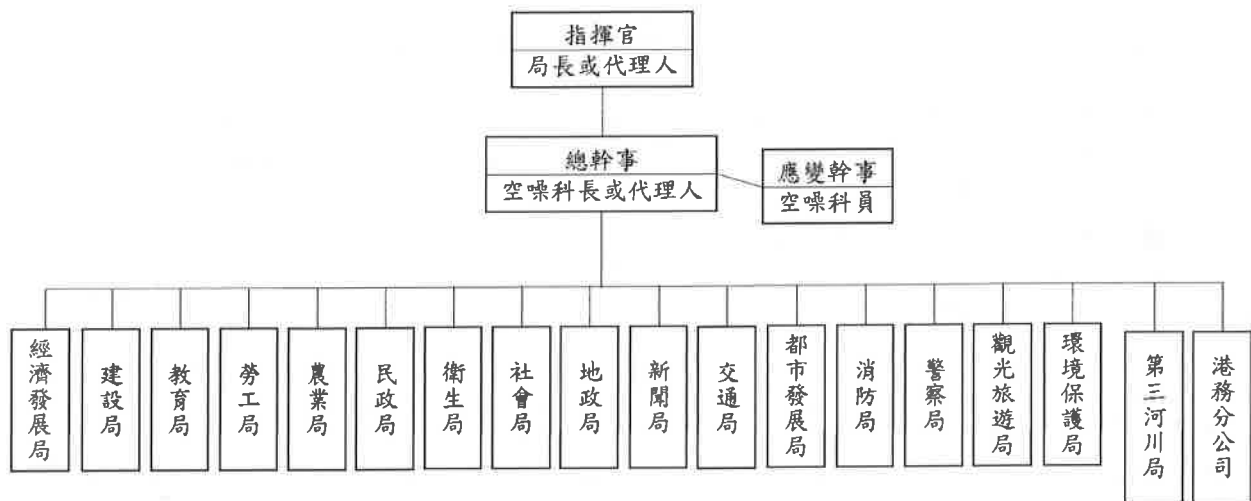 指揮官
局長或代理人
總幹事
空噪科長或代理人
應變幹事
空噪科員
經濟發展局
建設局
教育局
勞工局
農業局
民政局
衛生局
社會局
地政局
新聞局
交通局
都市發展局
消防局
警察局
觀光旅遊局
環境保護局
第三河川局
港務分公司